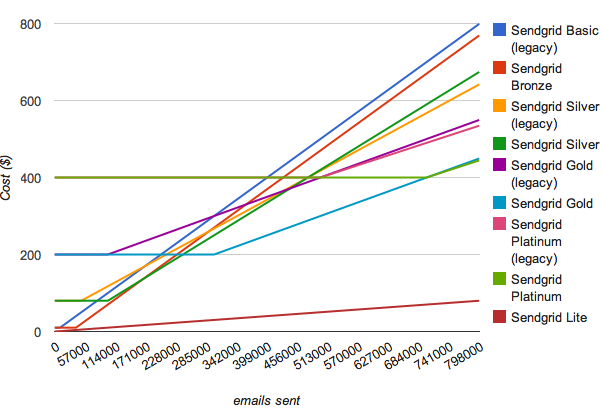 800
600
400
200
0
Cost ($)
0
57000
114000
171000
228000
285000
342000
399000
456000
513000
570000
627000
684000
741000
798000
emails sent
Sendgrid Basic
(legacy)
Sendgrid
Bronze
Sendgrid Silver
(legacy)
Sendgrid Silver
Sendgrid Gold
(legacy)
Sendgrid Gold
Sendgrid
Platinum
(legacy)
Sendgrid
Platinum
Sendgrid Lite